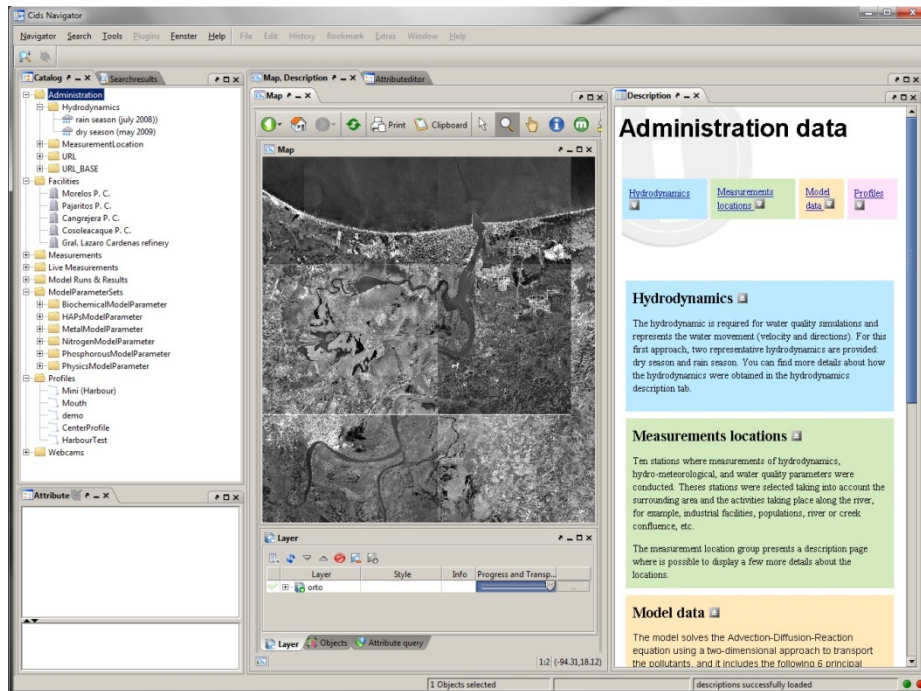 Cids Navigator
Navigator Search Tools Plugins Fenster Help File Edit History Bookmark Extras Window Help
Catalog
Searchresults
Administration
Hydrodynamics
rain season (july 2008))
dry season (may 2009)
MeasurementLocation
URL
URL_BASE
Facilities
Morelos P. C.
Pajaritos P. C.
Cangrejera P. C.
Cosoleacaque P. C.
Gral. Lazaro Cardenas refinery
Measurements
Live Measurements
Model Runs & Results
ModelParameterSets
BiochemicalModelParameter
HAPsModelParameter
MetalModelParameter
NitrogenModelParameter
PhosphorousModelParameter
PhysicsModelParameter
Profiles
Mini (Harbour)
Mouth
demo
CenterProfile
HarbourTest
Webcams
Attribute
Map, Description
Attributeditor
Map
Print Clipboard
Map
Layer
Layer Style Info Progress and Transp...
orto
...
Layer Objects Attribute query
1:2 (-94.31,18.12)
Description
Administration data
Hydrodynamics
Measurements
locations
Model
data
Profiles
Hydrodynamics
The hydrodynamic is required for water quality simulations and
represents the water movement (velocity and directions). For this
first approach, two representative hydrodynamics are provided:
dry season and rain season. You can find more details about how
the hydrodynamics were obtained in the hydrodynamics
description tab.
Measurements locations
Ten stations where measurements of hydrodynamics,
hydro-meteorological, and water quality parameters were
conducted. Theses stations were selected taking into account the
surrounding area and the activities taking place along the river,
for example, industrial facilities, populations, river or creek
confluence, etc.
The measurement location group presents a description page
where is possible to display a few more details about the
locations.
Model data
The model solves the Advection-Diffusion-Reaction
equation using a two-dimensional approach to transport
the pollutants, and it includes the following 6 principal
1 Objects selected
descriptions successfully loaded